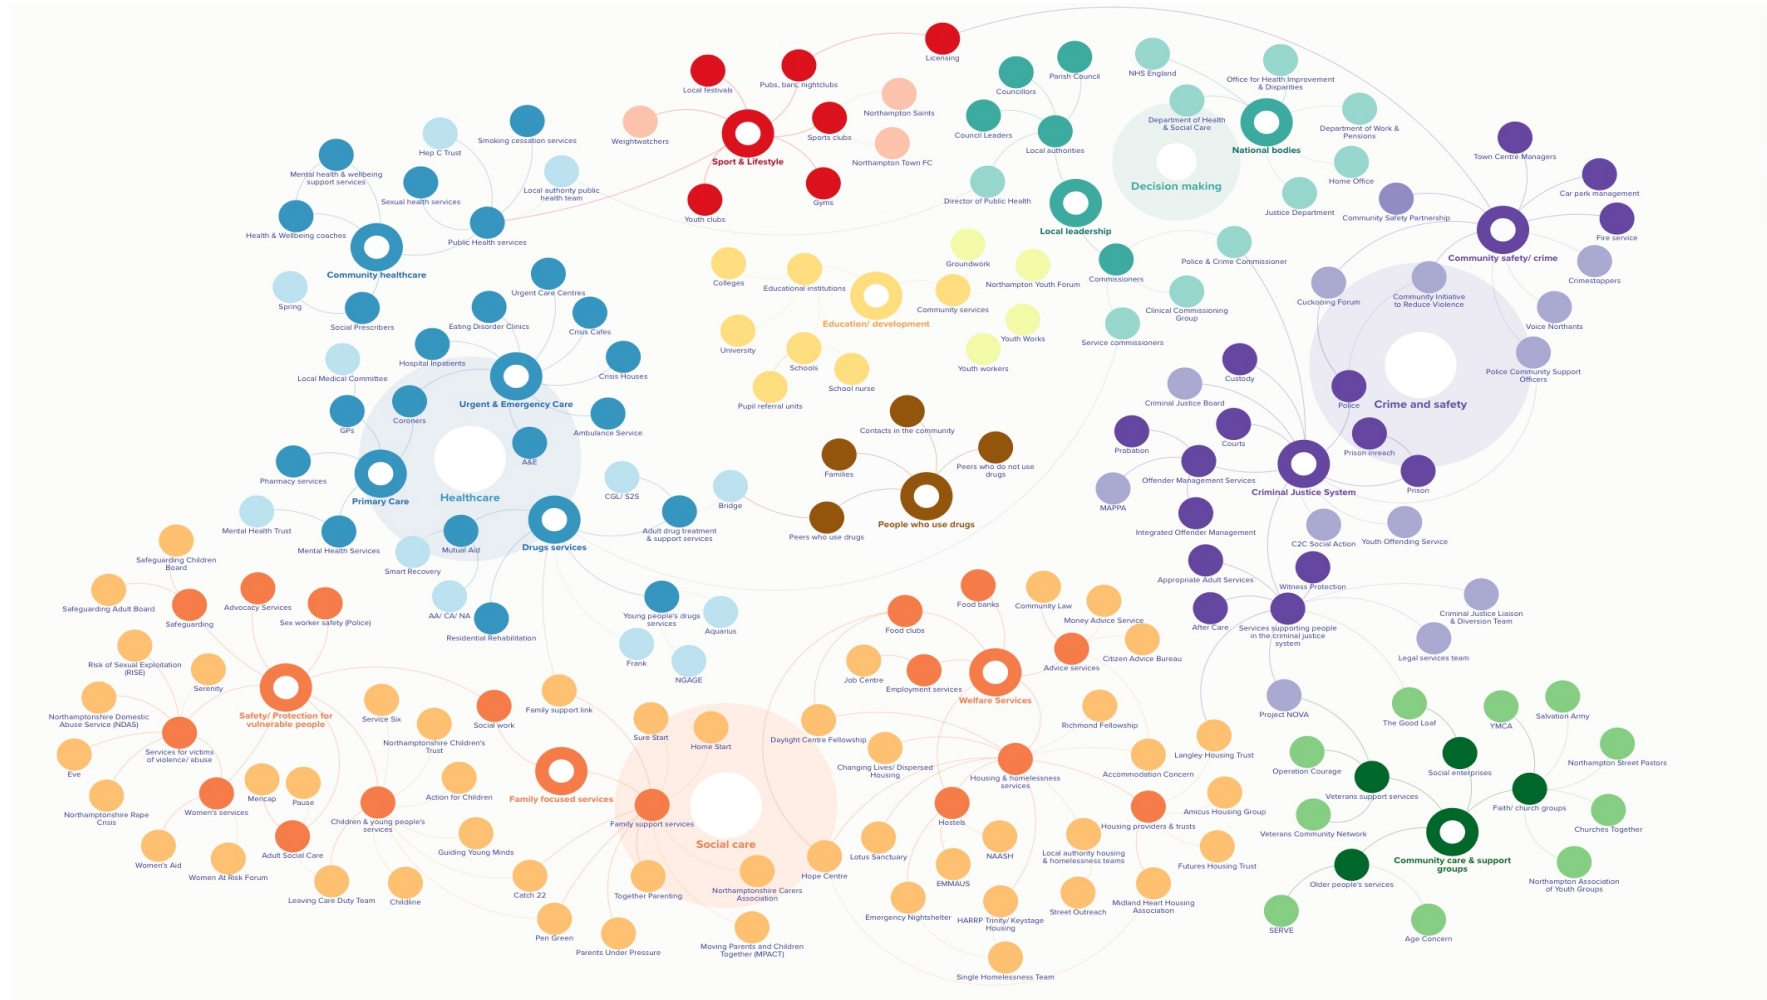 Licensing
Local festivals
Pubs, bars, nightclubs
Northampton Saints
Weightwatchers
Sports clubs
Northampton Town FC
Sport & Lifestyle
Youth clubs
Gyms
Councillors
Parish Council
NHS England
Office for Health Improvement
& Disparities
Council Leaders
Local authorities
Department of Health
& Social Care
National bodies
Department of Work &
Pensions
Home Office
Justice Department
Decision making
Director of Public Health
Local leadership
Commissioners
Police & Crime Commissioner
Clinical Commissioning
Group
Service commissioners
Town Centre Managers
Car park management
Community Safety Partnership
Fire service
Community safety/ crime
Crimestoppers
Cuckooing Forum
Community Initiative
to Reduce Violence
Voice Northants
Police Community Support
Officers
Police
Crime and safety
Prison inreach
Prison
Custody
Criminal Justice Board
Courts
Probation
Offender Management Services
Criminal Justice System
MAPPA
Integrated Offender Management
C2C Social Action
Youth Offending Service
Appropriate Adult Services
Witness Protection
After Care
Services supporting people
in the criminal justice
system
Criminal Justice Liaison
& Diversion Team
Legal services team
Project NOVA
Smoking cessation services
Hep C Trust
Mental health & wellbeing
support services
Sexual health services
Local authority public
health team
Health & Wellbeing coaches
Public Health services
Community healthcare
Spring
Social Prescribers
Urgent Care Centres
Eating Disorder Clinics
Crisis Cafes
Hospital Inpatients
Crisis Houses
Local Medical Committee
Urgent & Emergency Care
Coroners
GPs
Ambulance Service
A&E
Pharmacy services
Primary Care
Healthcare
Mental Health Trust
Mental Health Services
Mutual Aid
Smart Recovery
Drugs services
CGL/ S2S
Adult drug treatment
& support services
Bridge
AA/ CA/ NA
Residential Rehabilitation
Young people's drugs
services
Aquarius
Frank
NGAGE
Colleges
Educational institutions
Education/ development
Groundwork
Northampton Youth Forum
Community services
University
Schools
School nurse
Pupil referral units
Youth Works
Youth workers
Contacts in the community
Families
Peers who do not use
drugs
Peers who use drugs
People who use drugs
Safeguarding Children
Board
Safeguarding Adult Board
Safeguarding
Advocacy Services
Sex worker safety (Police)
Risk of Sexual Exploitation
(RISE)
Serenity
Safety/ Protection for
vulnerable people
Northamptonshire Domestic
Abuse Service (NDAS)
Services for victims
of violence/ abuse
Eve
Northamptonshire Rape
Crisis
Women's services
Mencap
Pause
Women's Aid
Women At Risk Forum
Adult Social Care
Children & young people's
services
Leaving Care Duty Team
Childline
Service Six
Northamptonshire Children's
Trust
Action for Children
Guiding Young Minds
Social work
Family support link
Family focused services
Sure Start
Home Start
Family support services
Social care
Catch 22
Pen Green
Parents Under Pressure
Together Parenting
Northamptonshire Carers
Association
Moving Parents and Children
Together (MPACT)
Hope Centre
Food banks
Food clubs
Community Law
Money Advice Service
Citizen Advice Bureau
Advice services
Job Centre
Employment services
Welfare Services
Daylight Centre Fellowship
Changing Lives/ Dispersed
Housing
Richmond Fellowship
Housing & homelessness
services
Accommodation Concern
Langley Housing Trust
Amicus Housing Group
Housing providers & trusts
Futures Housing Trust
Hostels
Lotus Sanctuary
NAASH
Local authority housing
& homelessness teams
EMMAUS
Emergency Nightshelter
HARRP Trinity/ Keystage
Housing
Street Outreach
Midland Heart Housing
Association
Single Homelessness Team
The Good Loaf
YMCA
Salvation Army
Operation Courage
Social enterprises
Northampton Street Pastors
Veterans support services
Faith/ church groups
Veterans Community Network
Churches Together
Community care & support
groups
Older people's services
Northampton Association
of Youth Groups
SERVE
Age Concern